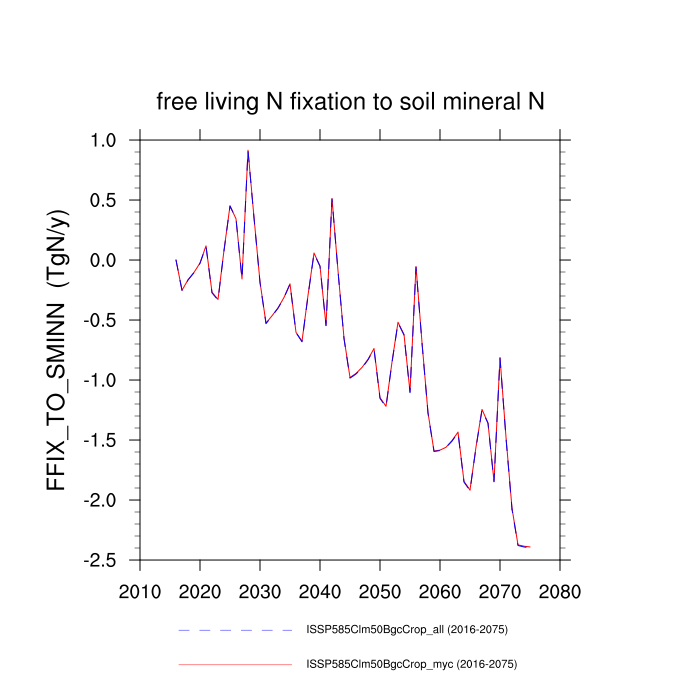 free living N fixation to soil mineral N
FFIX_TO_SMINN (TgN/y)
1.0
0.5
0.0
-0.5
-1.0
-1.5
-2.0
-2.5
2010 2020 2030 2040 2050 2060 2070 2080
ISSP585Clm50BgcCrop_all (2016-2075)
ISSP585Clm50BgcCrop_myc (2016-2075)